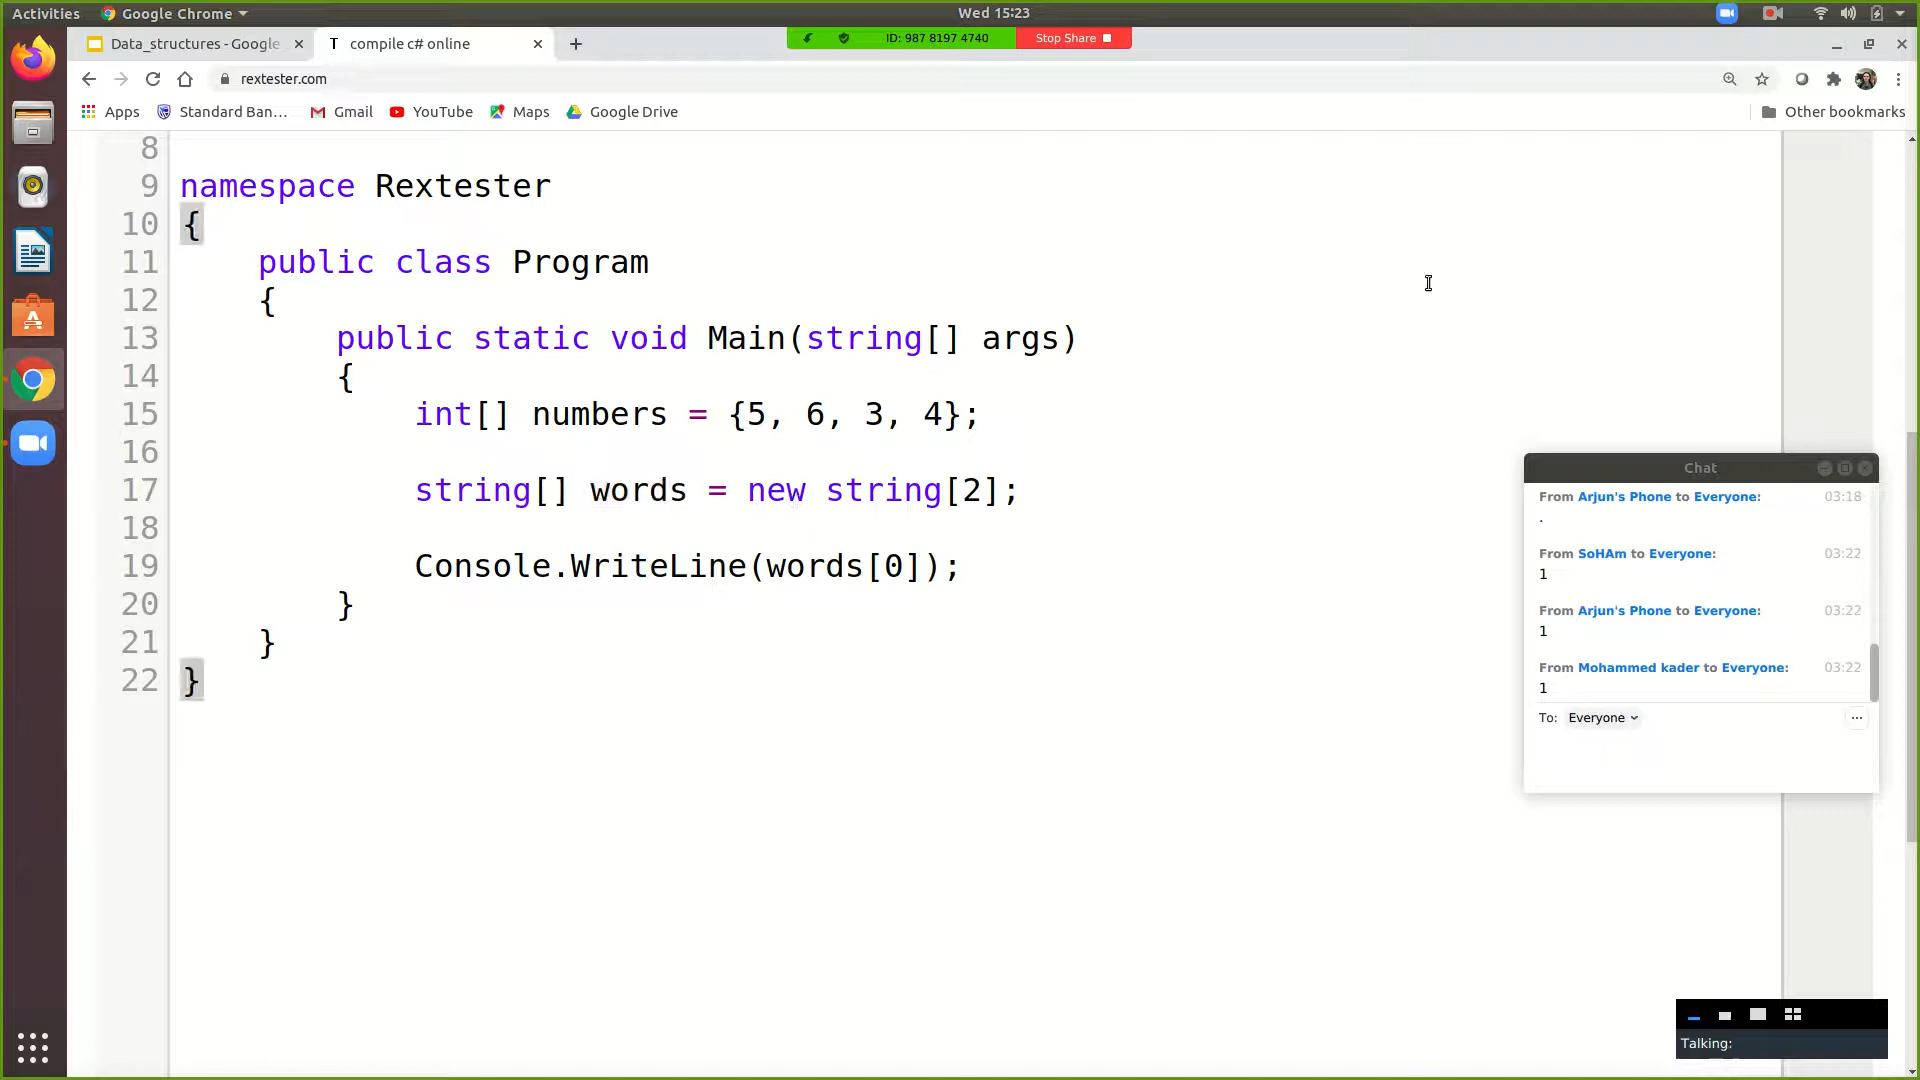 Activities Google Chrome Wed 15:23
Data_structures - Google compile c# online ID: 987 8197 4740 Stop Share
rextester.com
Apps Standard Ban... Gmail YouTube Maps Google Drive Other bookmarks
8
9 namespace Rextester
10 {
11 public class Program
12 {
13 public static void Main(string[] args)
14 {
15 int[] numbers = {5, 6, 3, 4};
16
17 string[] words = new string[2];
18
19 Console.WriteLine(words[0]);
20 }
21 }
22 }
Chat
From Arjun's Phone to Everyone: 03:18
.
From SoHAm to Everyone: 03:22
1
From Arjun's Phone to Everyone: 03:22
1
From Mohammed kader to Everyone: 03:22
1
To: Everyone ...
Talking: